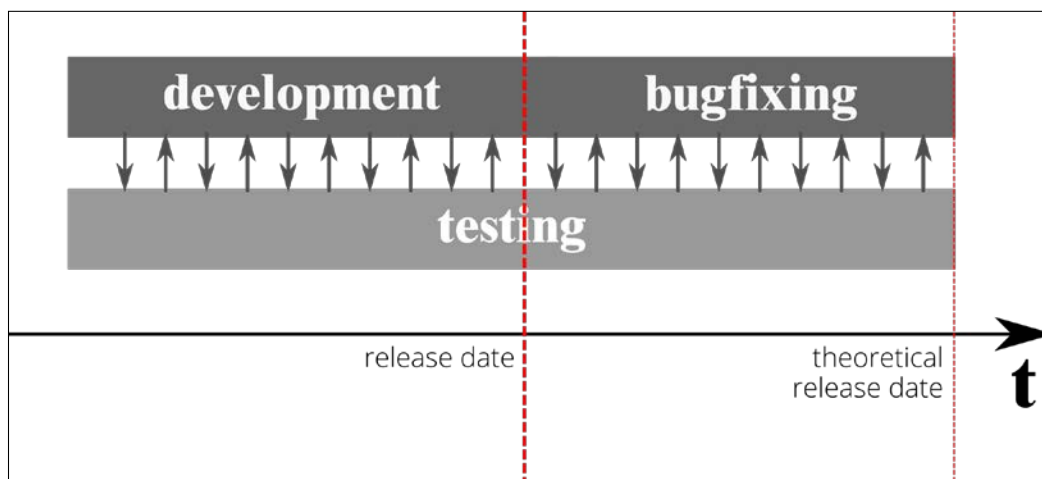 development
bugfixing
testing
release date
theoretical
release date
t